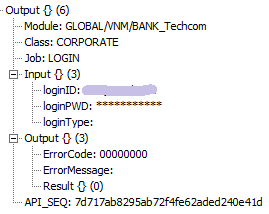 Output {} (6)
Module: GLOBAL/VNM/BANK_Techcom
Class: CORPORATE
Job: LOGIN
Input {} (3)
loginID:
loginPWD: ***********
loginType:
Output {} (3)
ErrorCode: 00000000
ErrorMessage:
Result {} (0)
API_SEQ: 7d717ab8295ab72f4fe62aded240e41d